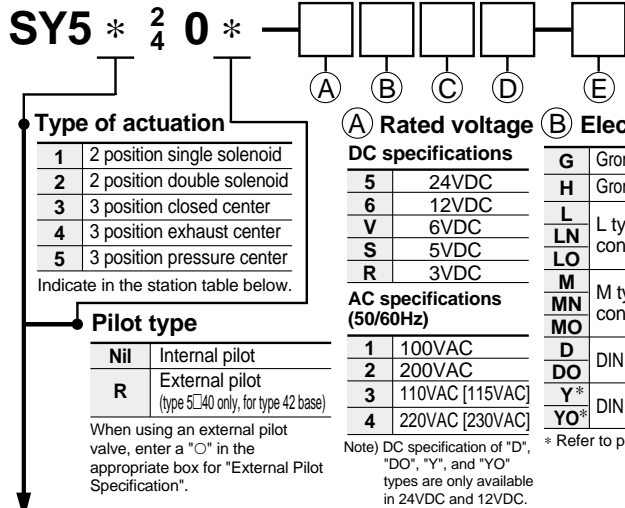 SY5 * 2/4 0 * —
Ⓐ Ⓑ Ⓒ Ⓓ Ⓔ
Type of actuation
1 2 position single solenoid
2 2 position double solenoid
3 3 position closed center
4 3 position exhaust center
5 3 position pressure center
Indicate in the station table below.
Pilot type
Nil Internal pilot
R External pilot
(type 5□40 only, for type 42 base)
When using an external pilot
valve, enter a "○" in the
appropriate box for "External Pilot
Specification".
Ⓐ Rated voltage
DC specifications
5 24VDC
6 12VDC
V 6VDC
S 5VDC
R 3VDC
AC specifications
(50/60Hz)
1 100VAC
2 200VAC
3 110VAC [115VAC]
4 220VAC [230VAC]
Note) DC specification of "D",
"DO", "Y", and "YO"
types are only available
in 24VDC and 12VDC.
Ⓑ Elec
G Gro
H Gro
L
LN
LO
L ty
con
M
MN
MO
M ty
con
D
DO
DIN
Y*
YO*
DIN
* Refer to p